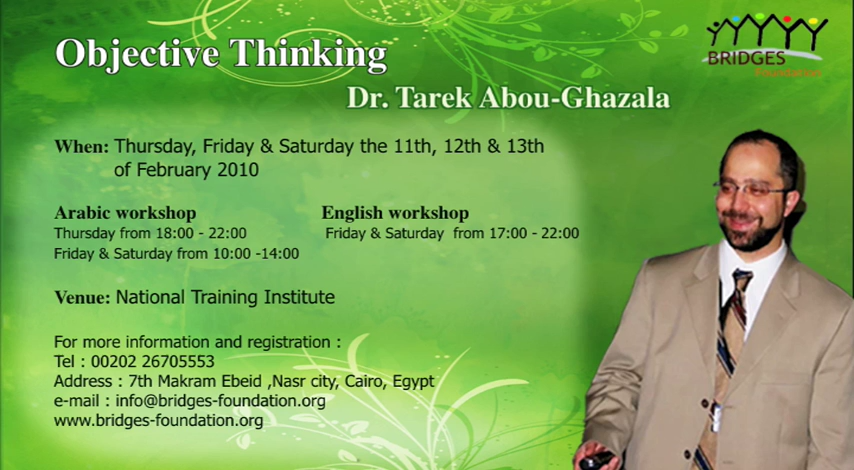 Objective Thinking
BRIDGES
Foundation
Dr. Tarek Abou-Ghazala
When: Thursday, Friday & Saturday the 11th, 12th & 13th
of February 2010
Arabic workshop
Thursday from 18:00 - 22:00
Friday & Saturday from 10:00 -14:00
English workshop
Friday & Saturday from 17:00 - 22:00
Venue: National Training Institute
For more information and registration :
Tel : 00202 26705553
Address : 7th Makram Ebeid ,Nasr city, Cairo, Egypt
e-mail : info@bridges-foundation.org
www.bridges-foundation.org